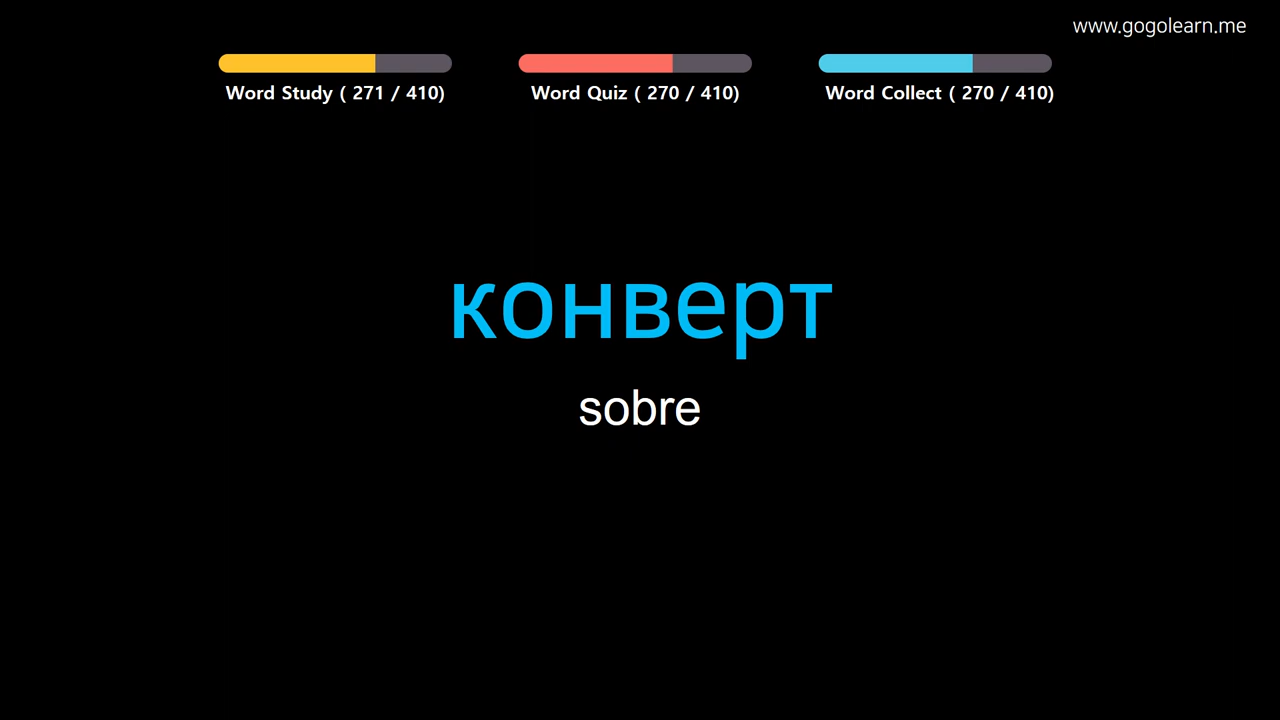 www.gogolearn.me
Word Study ( 271 / 410)
Word Quiz ( 270 / 410)
Word Collect ( 270 / 410)
конверт
sobre